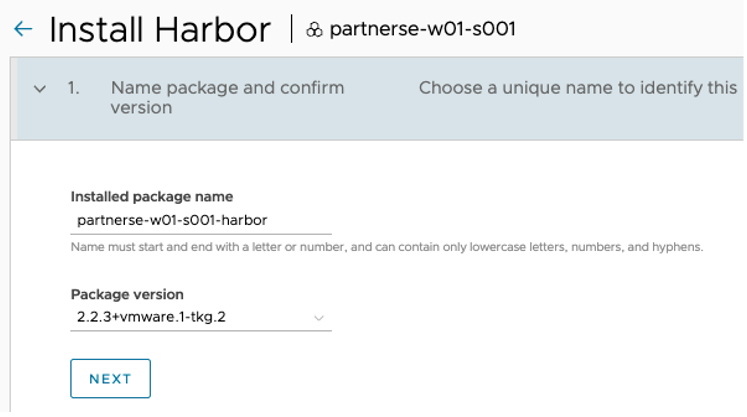 Install Harbor
partnerse-w01-s001
1. Name package and confirm version
Choose a unique name to identify this
Installed package name
partnerse-w01-s001-harbor
Name must start and end with a letter or number, and can contain only lowercase letters, numbers, and hyphens.
Package version
2.2.3+vmware.1-tkg.2
NEXT